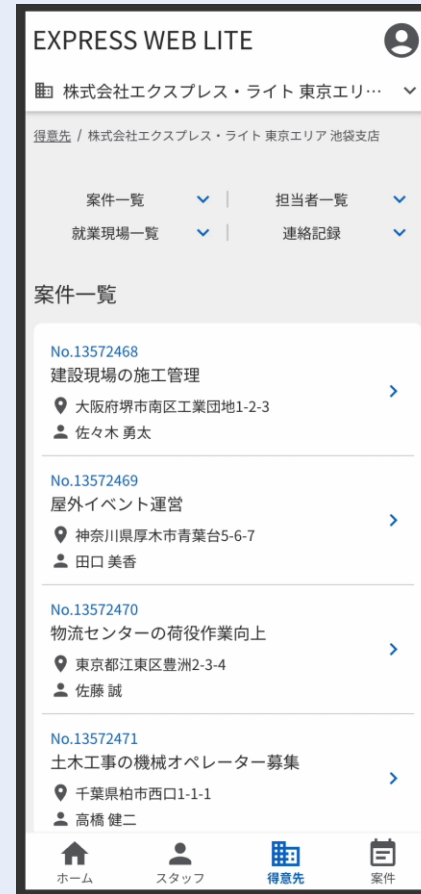 EXPRESS WEB LITE
株式会社エクスプレス・ライト 東京エリ…
得意先 / 株式会社エクスプレス・ライト 東京エリア 池袋支店
案件一覧 担当者一覧
就業現場一覧 連絡記録
案件一覧
No.13572468
建設現場の施工管理
大阪府堺市南区工業団地1-2-3
佐々木 勇太
No.13572469
屋外イベント運営
神奈川県厚木市青葉台5-6-7
田口 美香
No.13572470
物流センターの荷役作業向上
東京都江東区豊洲2-3-4
佐藤 誠
No.13572471
土木工事の機械オペレーター募集
千葉県柏市西口1-1-1
高橋 健二
ホーム スタッフ 得意先 案件